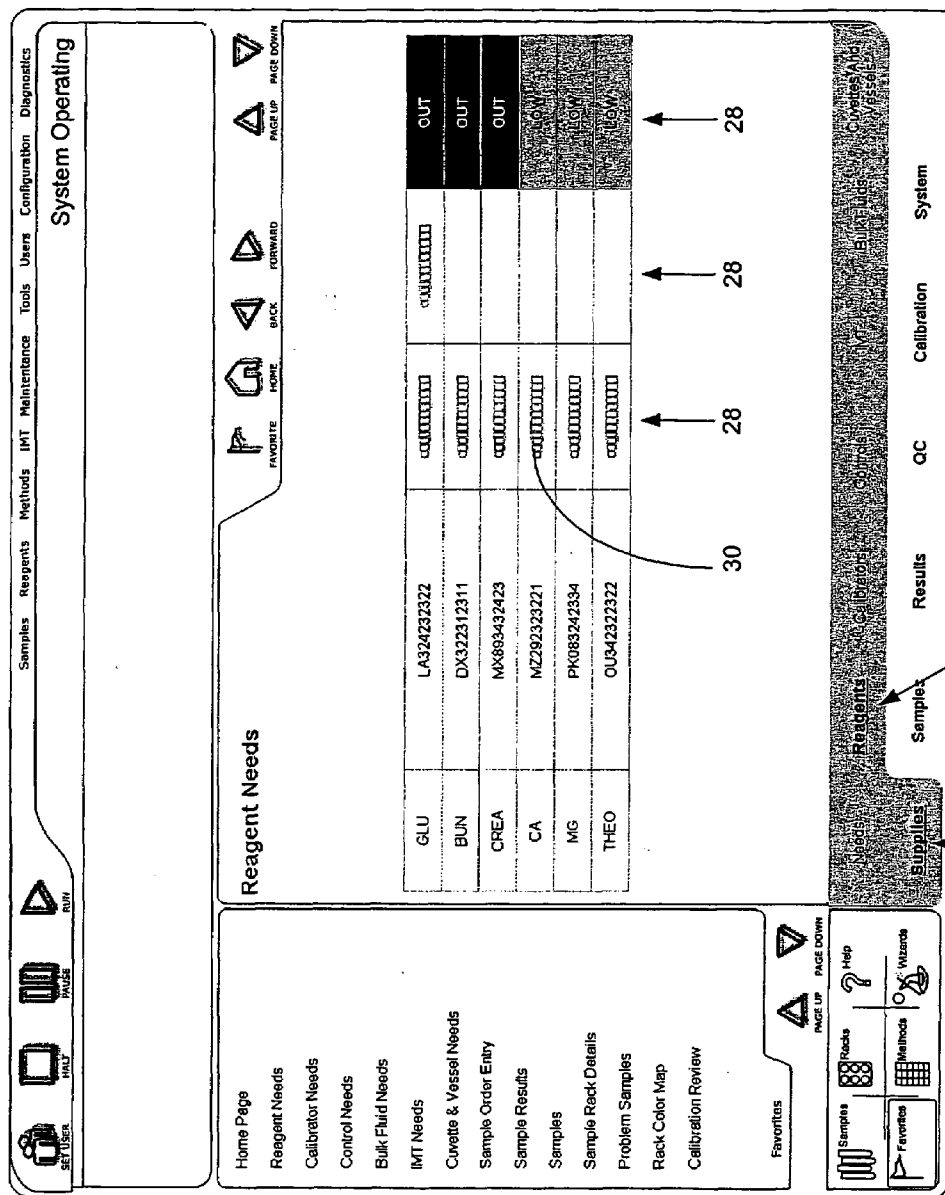 Samples Reagents Methods IMT Maintentance Tools Users Configuration Diagnostics
SET USER HALT PAUSE RUN
System Operating
Home Page
Reagent Needs
Calibrator Needs
Control Needs
Bulk Fluid Needs
IMT Needs
Cuvette & Vessel Needs
Sample Order Entry
Sample Results
Samples
Sample Rack Details
Problem Samples
Rack Color Map
Calibration Review
Favorites
PAGE UP PAGE DOWN
Samples Racks Help
Favorites Methods Wizards
Reagent Needs
FAVORITE HOME BACK FORWARD PAGE UP PAGE DOWN
GLU LA324232322 OUT
BUN DX322312311 OUT
CREA MX893432423 OUT
CA MZ292323221 LOW
MG PK083242334 LOW
THEO OU342322322 LOW
30 28 28 28
Needs Reagents Calibrators Controls IMT Bulk Fluids Cuvettes And Vessels
Supplies Samples Results QC Calibration System